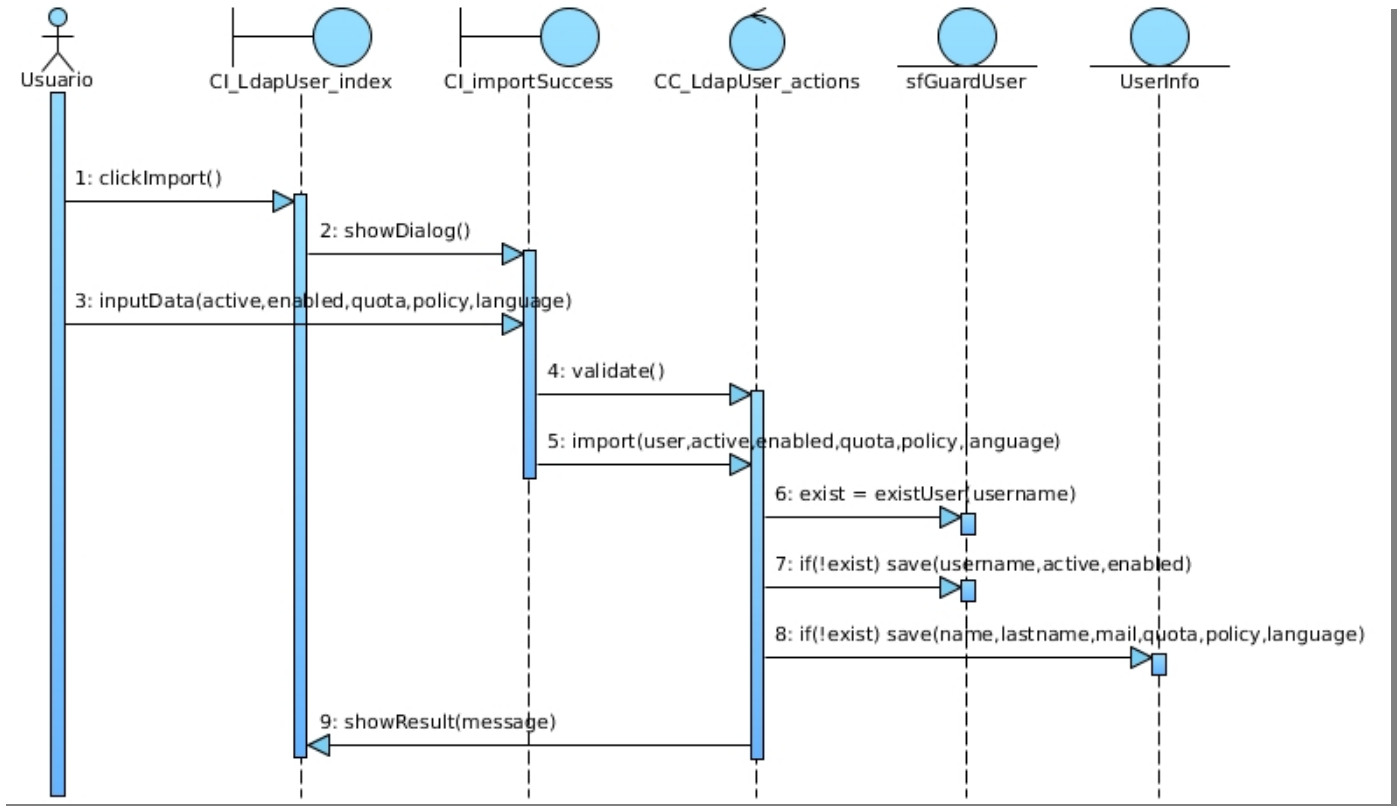 Usuario
CI_LdapUser_index
CI_importSuccess
CC_LdapUser_actions
sfGuardUser
UserInfo
1: clickImport()
2: showDialog()
3: inputData(active,enabled,quota,policy,language)
4: validate()
5: import(user,active,enabled,quota,policy,language)
6: exist = existUser(username)
7: if(!exist) save(username,active,enabled)
8: if(!exist) save(name,lastname,mail,quota,policy,language)
9: showResult(message)